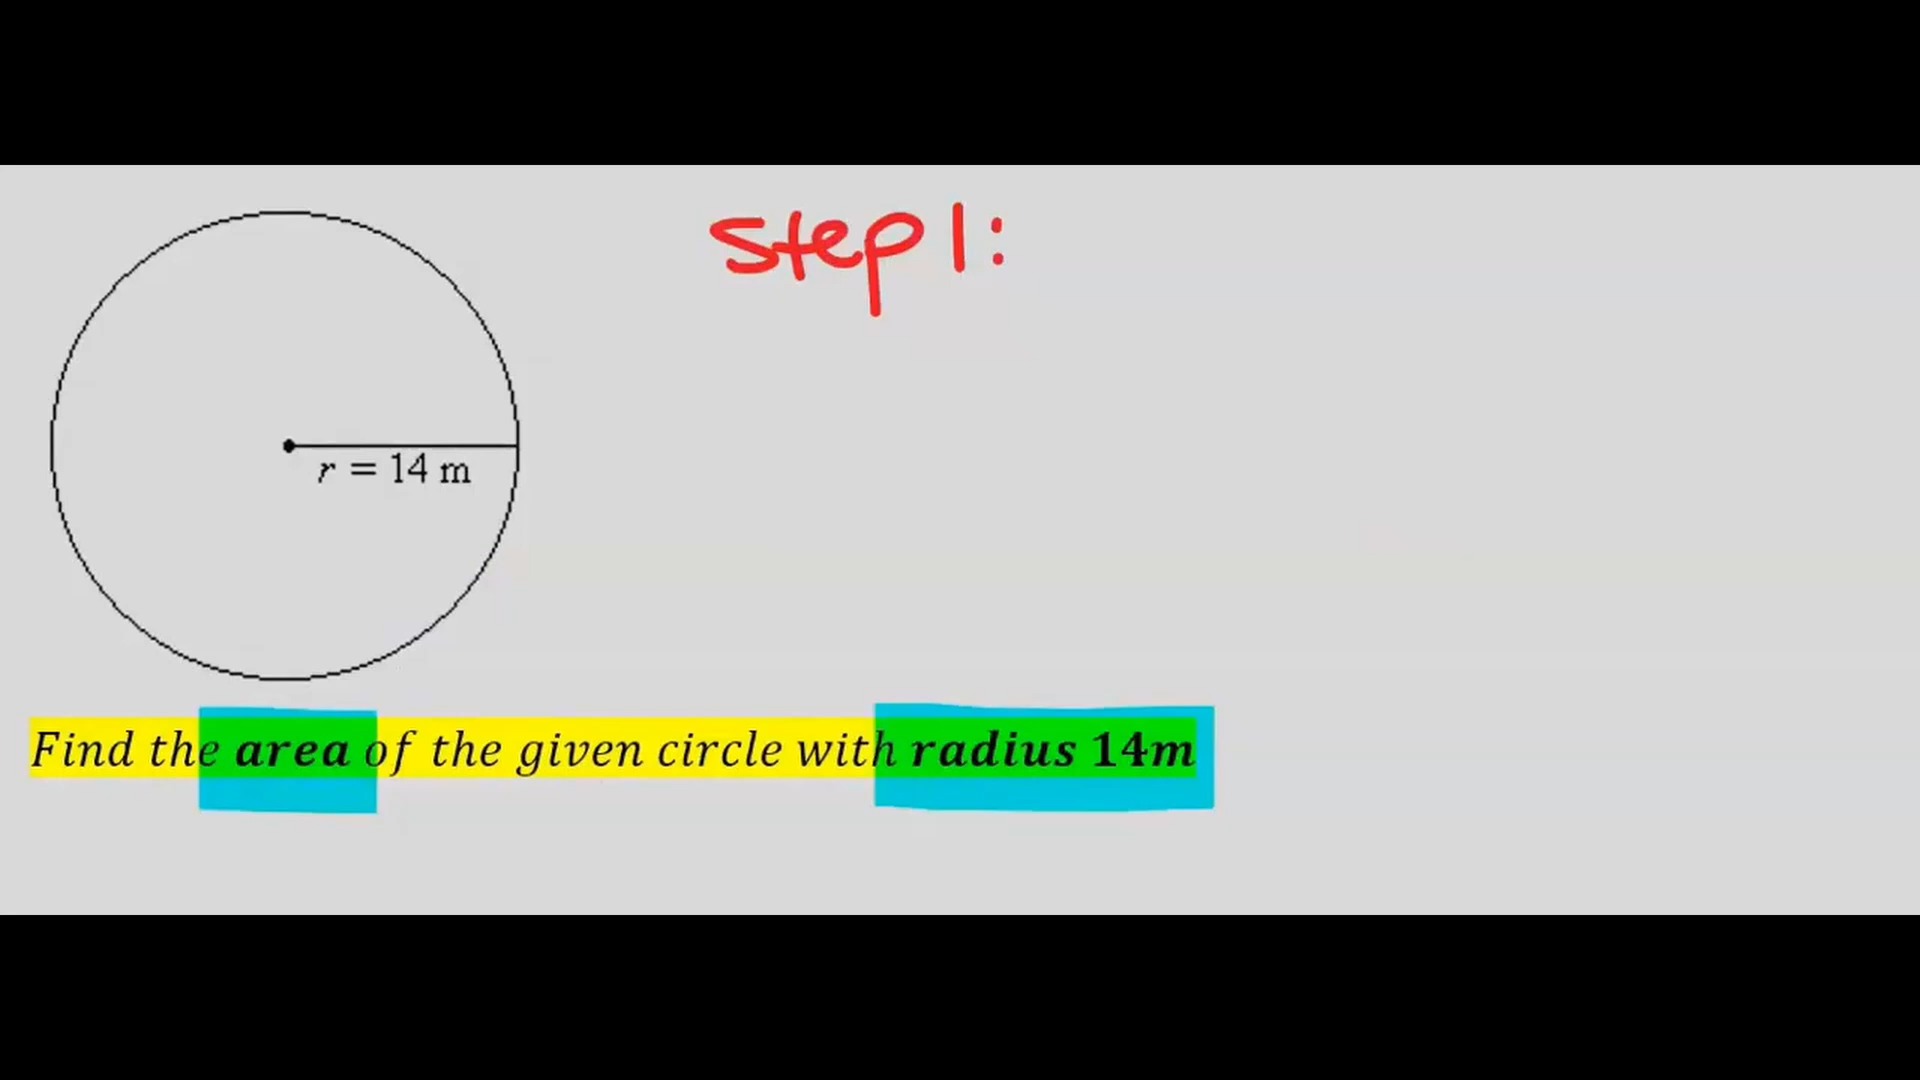 step 1:
r = 14 m
Find the area of the given circle with radius 14m